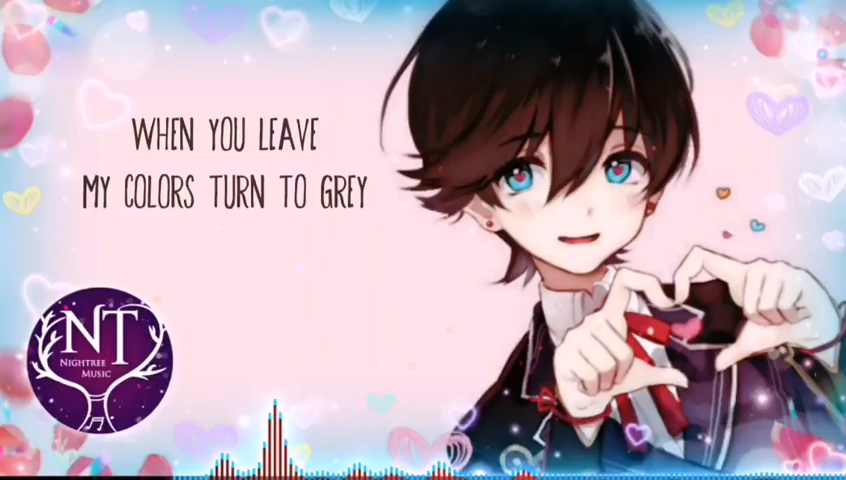 WHEN YOU LEAVE
MY COLORS TURN TO GREY
NT
NIGHTREE
MUSIC